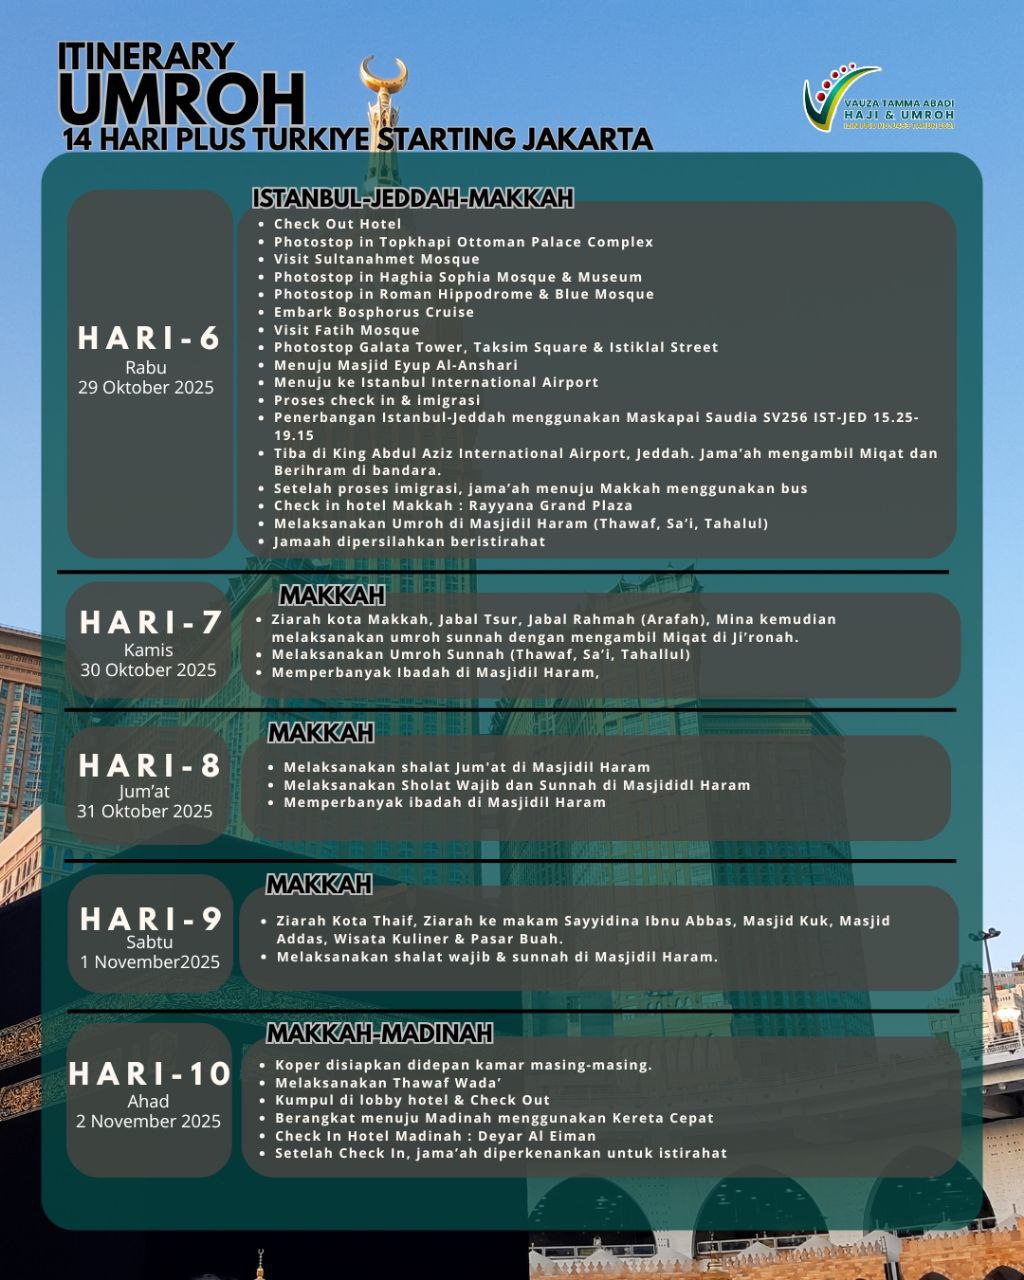 ITINERARY
UMROH
14 HARI PLUS TURKIYE STARTING JAKARTA
VAUZA TAMMA ABADI
HAJI & UMROH
ISTANBUL-JEDDAH-MAKKAH
HARI-6
Rabu
29 Oktober 2025
• Check Out Hotel
• Photostop in Topkhapi Ottoman Palace Complex
• Visit Sultanahmet Mosque
• Photostop in Haghia Sophia Mosque & Museum
• Photostop in Roman Hippodrome & Blue Mosque
• Embark Bosphorus Cruise
• Visit Fatih Mosque
• Photostop Galata Tower, Taksim Square & Istiklal Street
• Menuju Masjid Eyup Al-Anshari
• Menuju ke Istanbul International Airport
• Proses check in & imigrasi
• Penerbangan Istanbul-Jeddah menggunakan Maskapai Saudia SV256 IST-JED 15.25-
19.15
• Tiba di King Abdul Aziz International Airport, Jeddah. Jama’ah mengambil Miqat dan
Berihram di bandara.
• Setelah proses imigrasi, jama’ah menuju Makkah menggunakan bus
• Check in hotel Makkah : Rayyana Grand Plaza
• Melaksanakan Umroh di Masjidil Haram (Thawaf, Sa’i, Tahalul)
• Jamaah dipersilahkan beristirahat
MAKKAH
HARI-7
Kamis
30 Oktober 2025
• Ziarah kota Makkah, Jabal Tsur, Jabal Rahmah (Arafah), Mina kemudian
melaksanakan umroh sunnah dengan mengambil Miqat di Ji’ronah.
• Melaksanakan Umroh Sunnah (Thawaf, Sa’i, Tahallul)
• Memperbanyak Ibadah di Masjidil Haram,
MAKKAH
HARI-8
Jum’at
31 Oktober 2025
• Melaksanakan shalat Jum'at di Masjidil Haram
• Melaksanakan Sholat Wajib dan Sunnah di Masjididl Haram
• Memperbanyak ibadah di Masjidil Haram
MAKKAH
HARI-9
Sabtu
1 November2025
• Ziarah Kota Thaif, Ziarah ke makam Sayyidina Ibnu Abbas, Masjid Kuk, Masjid
Addas, Wisata Kuliner & Pasar Buah.
• Melaksanakan shalat wajib & sunnah di Masjidil Haram.
MAKKAH-MADINAH
HARI-10
Ahad
2 November 2025
• Koper disiapkan didepan kamar masing-masing.
• Melaksanakan Thawaf Wada’
• Kumpul di lobby hotel & Check Out
• Berangkat menuju Madinah menggunakan Kereta Cepat
• Check In Hotel Madinah : Deyar Al Eiman
• Setelah Check In, jama’ah diperkenankan untuk istirahat